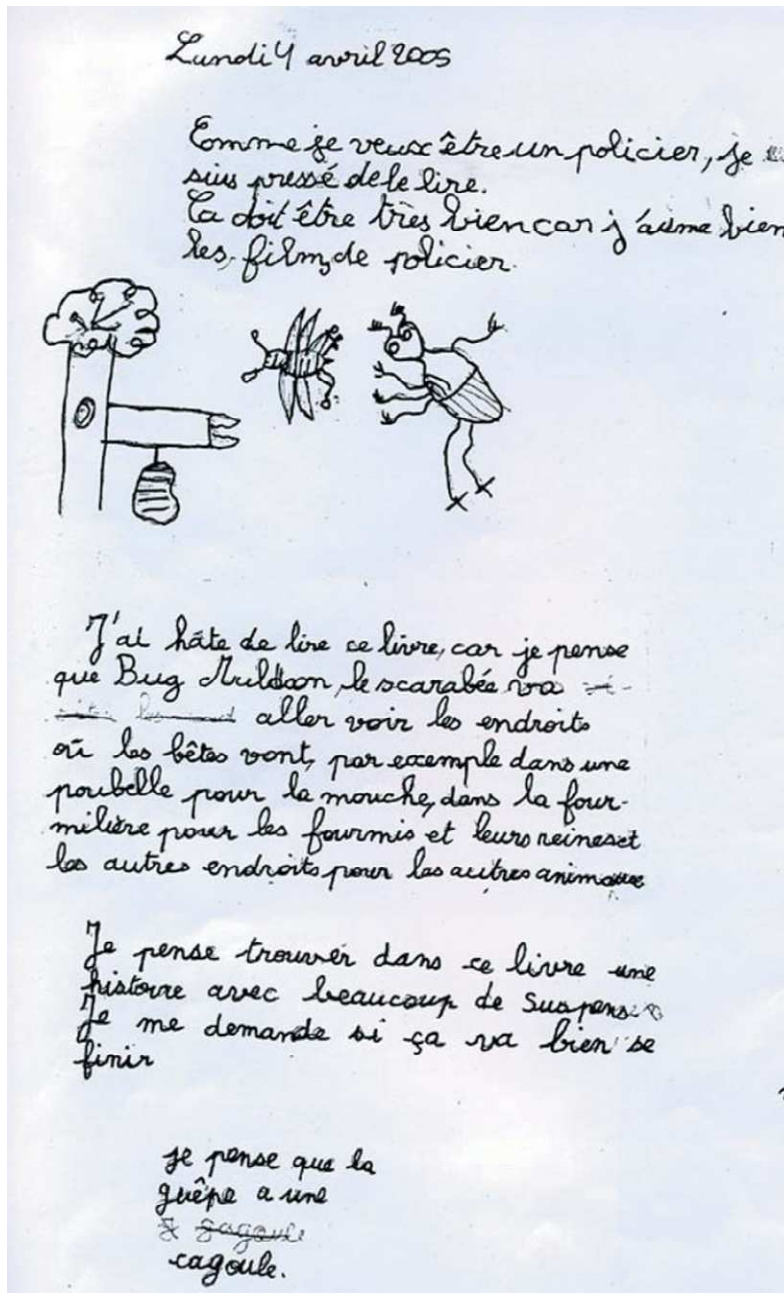 Lundi 4 avril 2005
Comme je veux être un policier, je
suis pressé de le lire.
Ca doit être très bien car j'aime bien
les films de policier.
J'ai hâte de lire ce livre, car je pense
que Bug Muldoon, le scarabée va
aller voir les endroits
où les bêtes vont, par exemple dans une
poubelle pour la mouche, dans la four-
milière pour les fourmis et leurs reines et
les autres endroits pour les autres animaux
Je pense trouver dans ce livre une
histoire avec beaucoup de suspens
Je me demande si ça va bien se
finir
je pense que la
guêpe a une
cagoule.